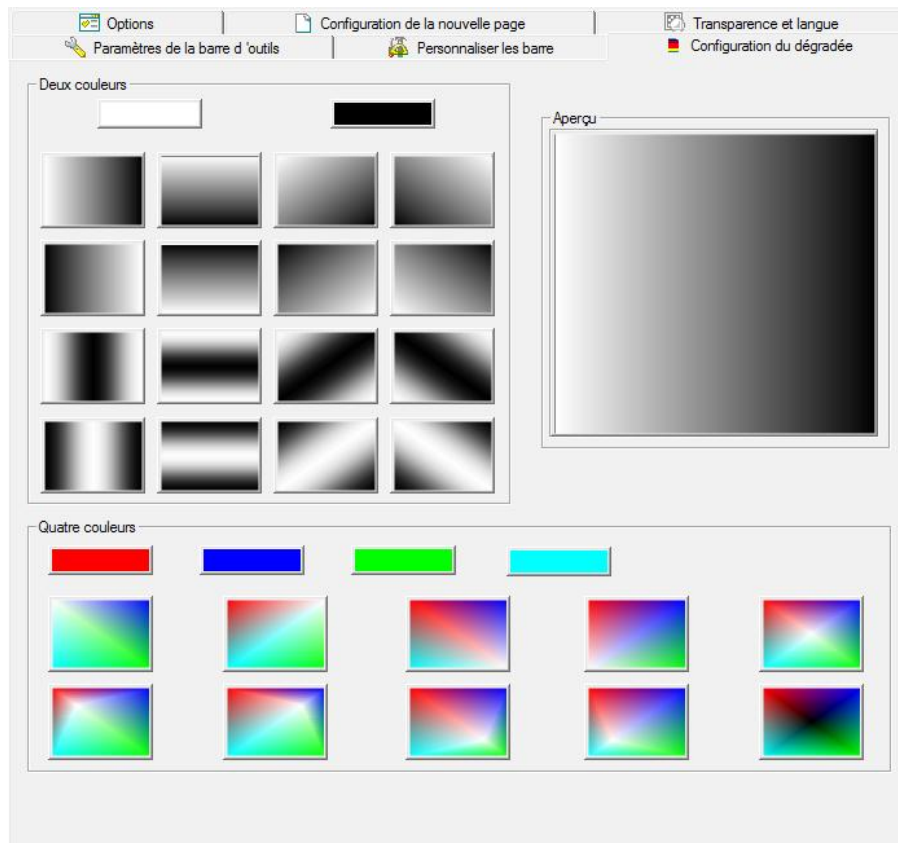 Options
Configuration de la nouvelle page
Transparence et langue
Paramètres de la barre d 'outils
Personnaliser les barre
Configuration du dégradée
Deux couleurs
Aperçu
Quatre couleurs